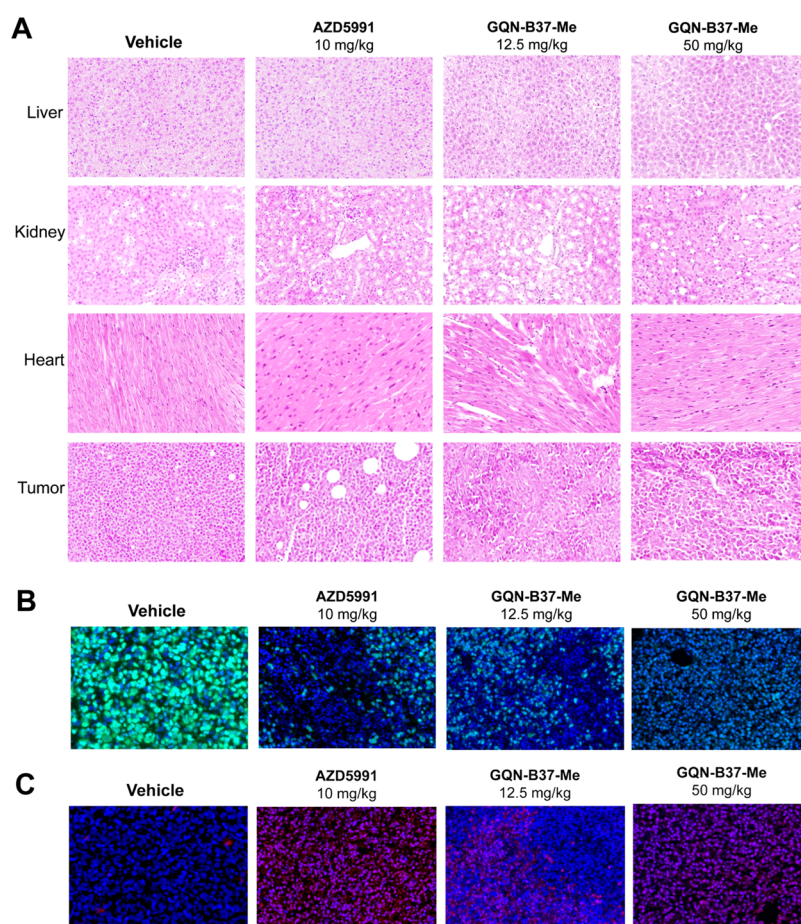 A
Vehicle
AZD5991
10 mg/kg
GQN-B37-Me
12.5 mg/kg
GQN-B37-Me
50 mg/kg
Liver
Kidney
Heart
Tumor
B
Vehicle
AZD5991
10 mg/kg
GQN-B37-Me
12.5 mg/kg
GQN-B37-Me
50 mg/kg
C
Vehicle
AZD5991
10 mg/kg
GQN-B37-Me
12.5 mg/kg
GQN-B37-Me
50 mg/kg